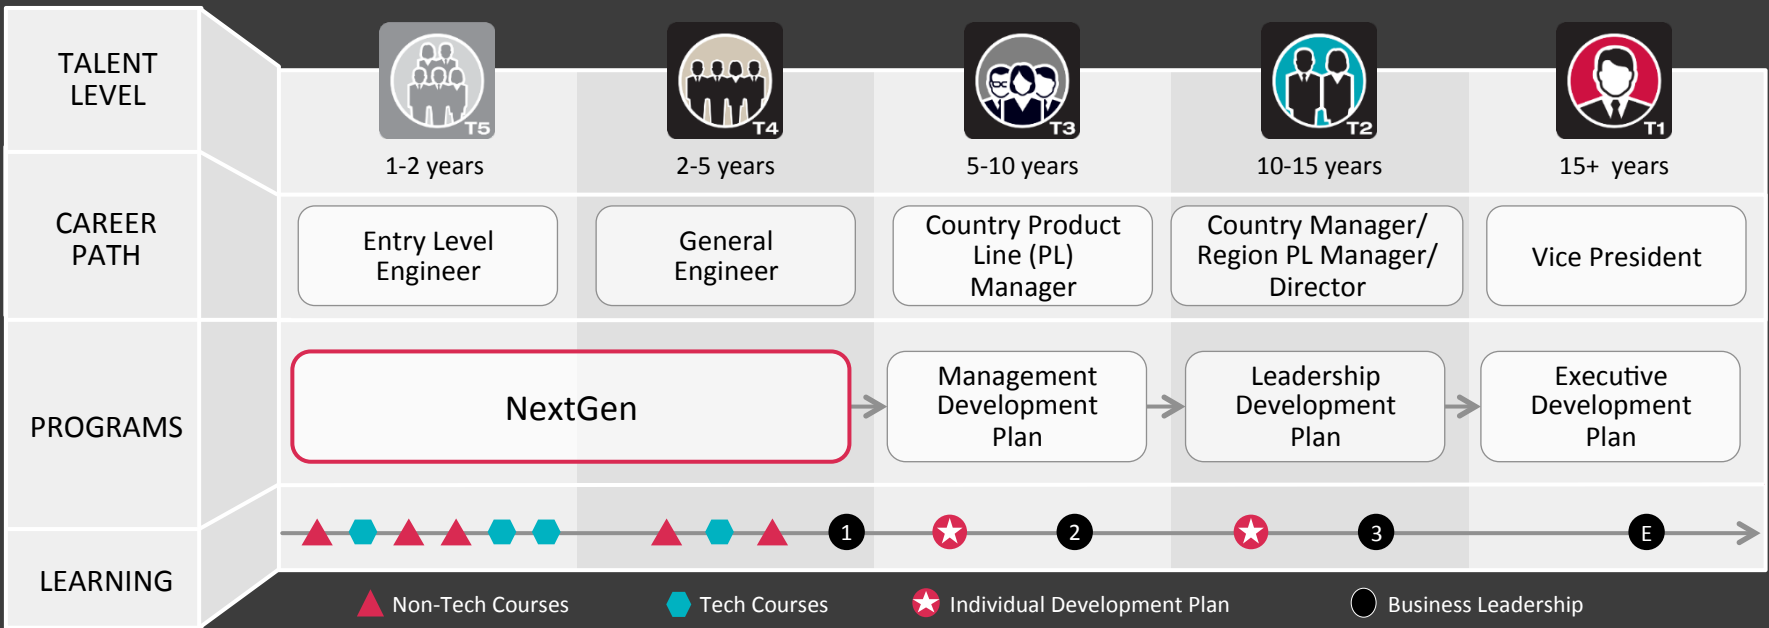 TALENT
LEVEL
T5
T4
T3
T2
T1
1-2 years
2-5 years
5-10 years
10-15 years
15+ years
CAREER
PATH
Entry Level
Engineer
General
Engineer
Country Product
Line (PL)
Manager
Country Manager/
Region PL Manager/
Director
Vice President
PROGRAMS
NextGen
Management
Development
Plan
Leadership
Development
Plan
Executive
Development
Plan
LEARNING
1
2
3
E
Non-Tech Courses
Tech Courses
Individual Development Plan
Business Leadership